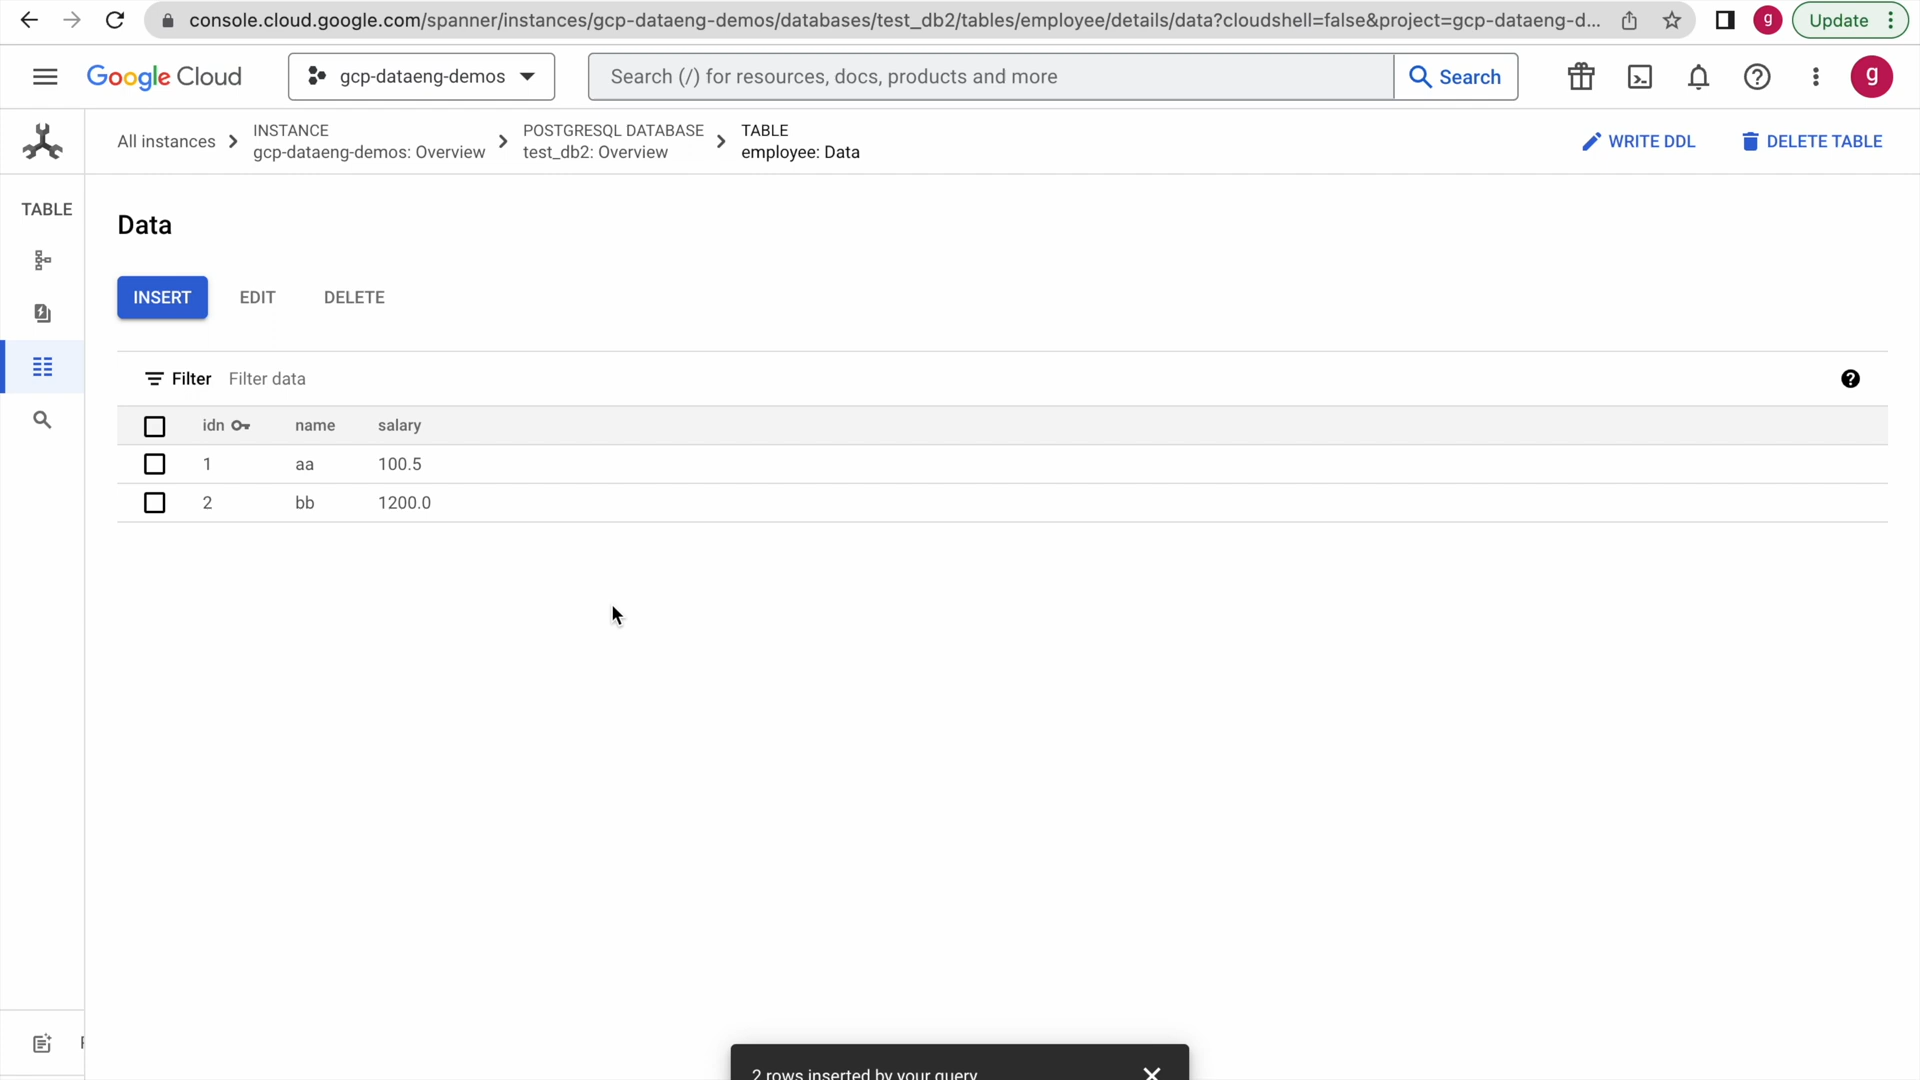 console.cloud.google.com/spanner/instances/gcp-dataeng-demos/databases/test_db2/tables/employee/details/data?cloudshell=false&project=gcp-dataeng-d...
g
Update
Google Cloud
gcp-dataeng-demos
Search (/) for resources, docs, products and more
Search
g
All instances
INSTANCE
gcp-dataeng-demos: Overview
POSTGRESQL DATABASE
test_db2: Overview
TABLE
employee: Data
WRITE DDL
DELETE TABLE
TABLE
Data
INSERT
EDIT
DELETE
Filter
Filter data
idn
name
salary
1
aa
100.5
2
bb
1200.0
2 rows inserted by your query